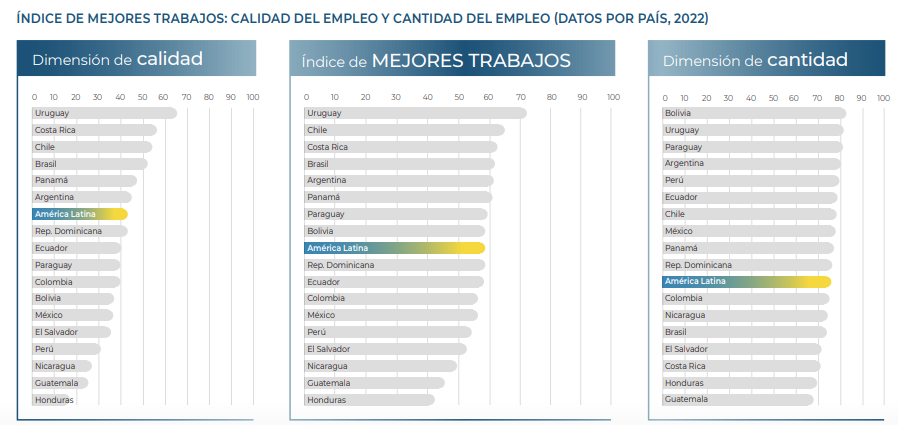 ÍNDICE DE MEJORES TRABAJOS: CALIDAD DEL EMPLEO Y CANTIDAD DEL EMPLEO (DATOS POR PAÍS, 2022)
Dimensión de calidad
0 10 20 30 40 50 60 70 80 90 100
Uruguay
Costa Rica
Chile
Brasil
Panamá
Argentina
América Latina
Rep. Dominicana
Ecuador
Paraguay
Colombia
Bolivia
México
El Salvador
Perú
Nicaragua
Guatemala
Honduras
Índice de MEJORES TRABAJOS
0 10 20 30 40 50 60 70 80 90 100
Uruguay
Chile
Costa Rica
Brasil
Argentina
Panamá
Paraguay
Bolivia
América Latina
Rep. Dominicana
Ecuador
Colombia
México
Perú
El Salvador
Nicaragua
Guatemala
Honduras
Dimensión de cantidad
0 10 20 30 40 50 60 70 80 90 100
Bolivia
Uruguay
Paraguay
Argentina
Perú
Ecuador
Chile
México
Panamá
Rep. Dominicana
América Latina
Colombia
Nicaragua
Brasil
El Salvador
Costa Rica
Honduras
Guatemala